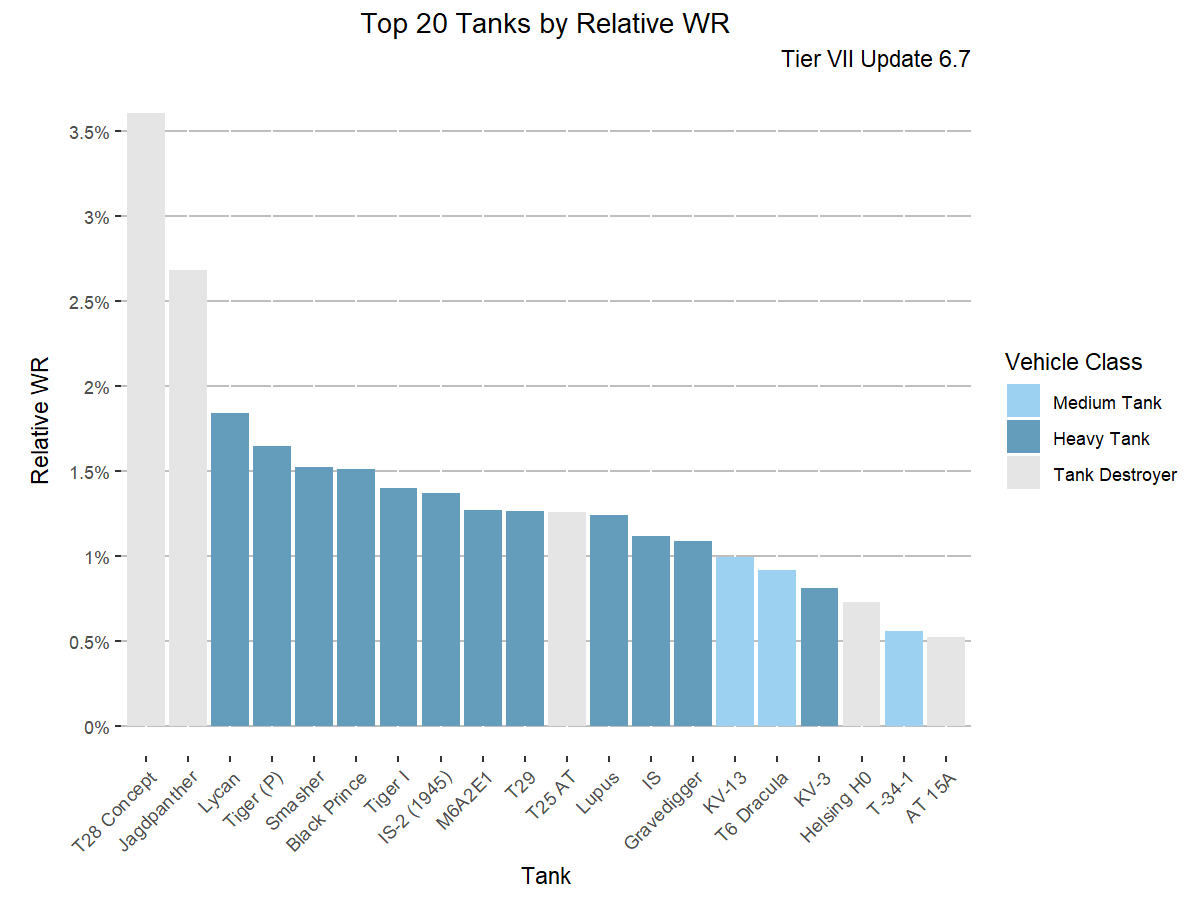 Top 20 Tanks by Relative WR
Tier VII Update 6.7
3.5%
3%
2.5%
2%
1.5%
1%
0.5%
0%
Relative WR
T28 Concept
Jagdpanther
Lycan
Tiger (P)
Smasher
Black Prince
Tiger I
IS-2 (1945)
M6A2E1
T29
T25 AT
Lupus
IS
Gravedigger
KV-13
T6 Dracula
KV-3
Helsing H0
T-34-1
AT 15A
Tank
Vehicle Class
Medium Tank
Heavy Tank
Tank Destroyer